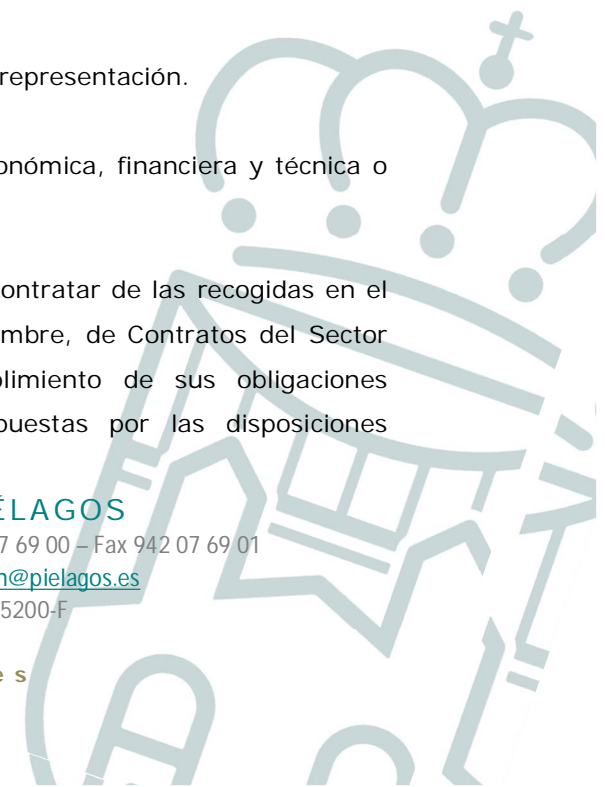 representación.
onómica, financiera y técnica o
ontratar de las recogidas en el
mbre, de Contratos del Sector
limiento de sus obligaciones
puestas por las disposiciones
ÉLAGOS
7 69 00 – Fax 942 07 69 01
n@pielagos.es
5200-F
e s